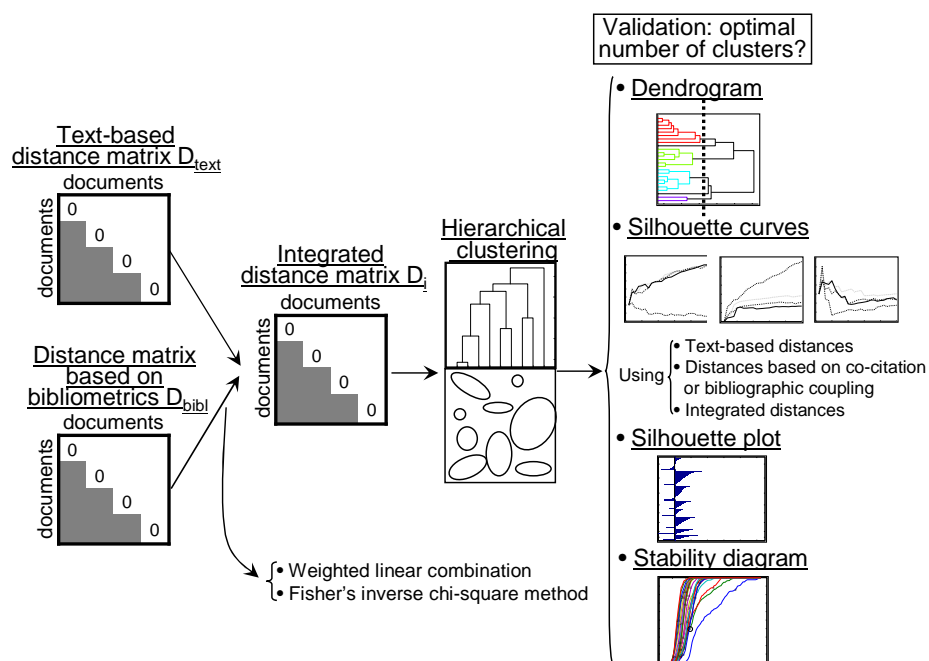 Validation: optimal
number of clusters?
• Dendrogram
Text-based
distance matrix D_text
documents
documents
0
0
0
0
Distance matrix
based on
bibliometrics D_bibl
documents
documents
0
0
0
0
Integrated
distance matrix D_i
documents
documents
0
0
0
0
• Weighted linear combination
• Fisher's inverse chi-square method
Hierarchical
clustering
• Silhouette curves
Using
• Text-based distances
• Distances based on co-citation
or bibliographic coupling
• Integrated distances
• Silhouette plot
• Stability diagram